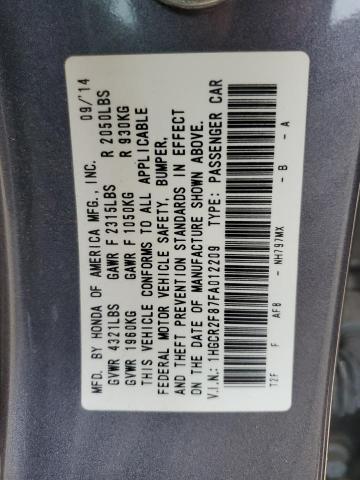 MFD. BY HONDA OF AMERICA MFG., INC. 09/'14
GVWR 4321LBS GAWR F 2315LBS R 2050LBS
GVWR 1960KG GAWR F 1050KG R 930KG
THIS VEHICLE CONFORMS TO ALL APPLICABLE
FEDERAL MOTOR VEHICLE SAFETY, BUMPER,
AND THEFT PREVENTION STANDARDS IN EFFECT
ON THE DATE OF MANUFACTURE SHOWN ABOVE.
V.I.N.: 1HGCR2F87FA012209 TYPE: PASSENGER CAR
T2F F AF8 - NH797MX - B - A